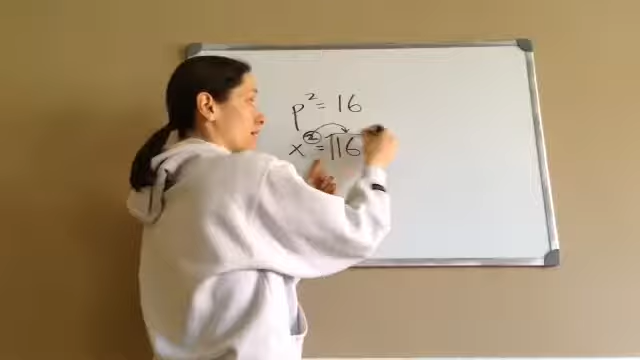 p² = 16
x² = √16